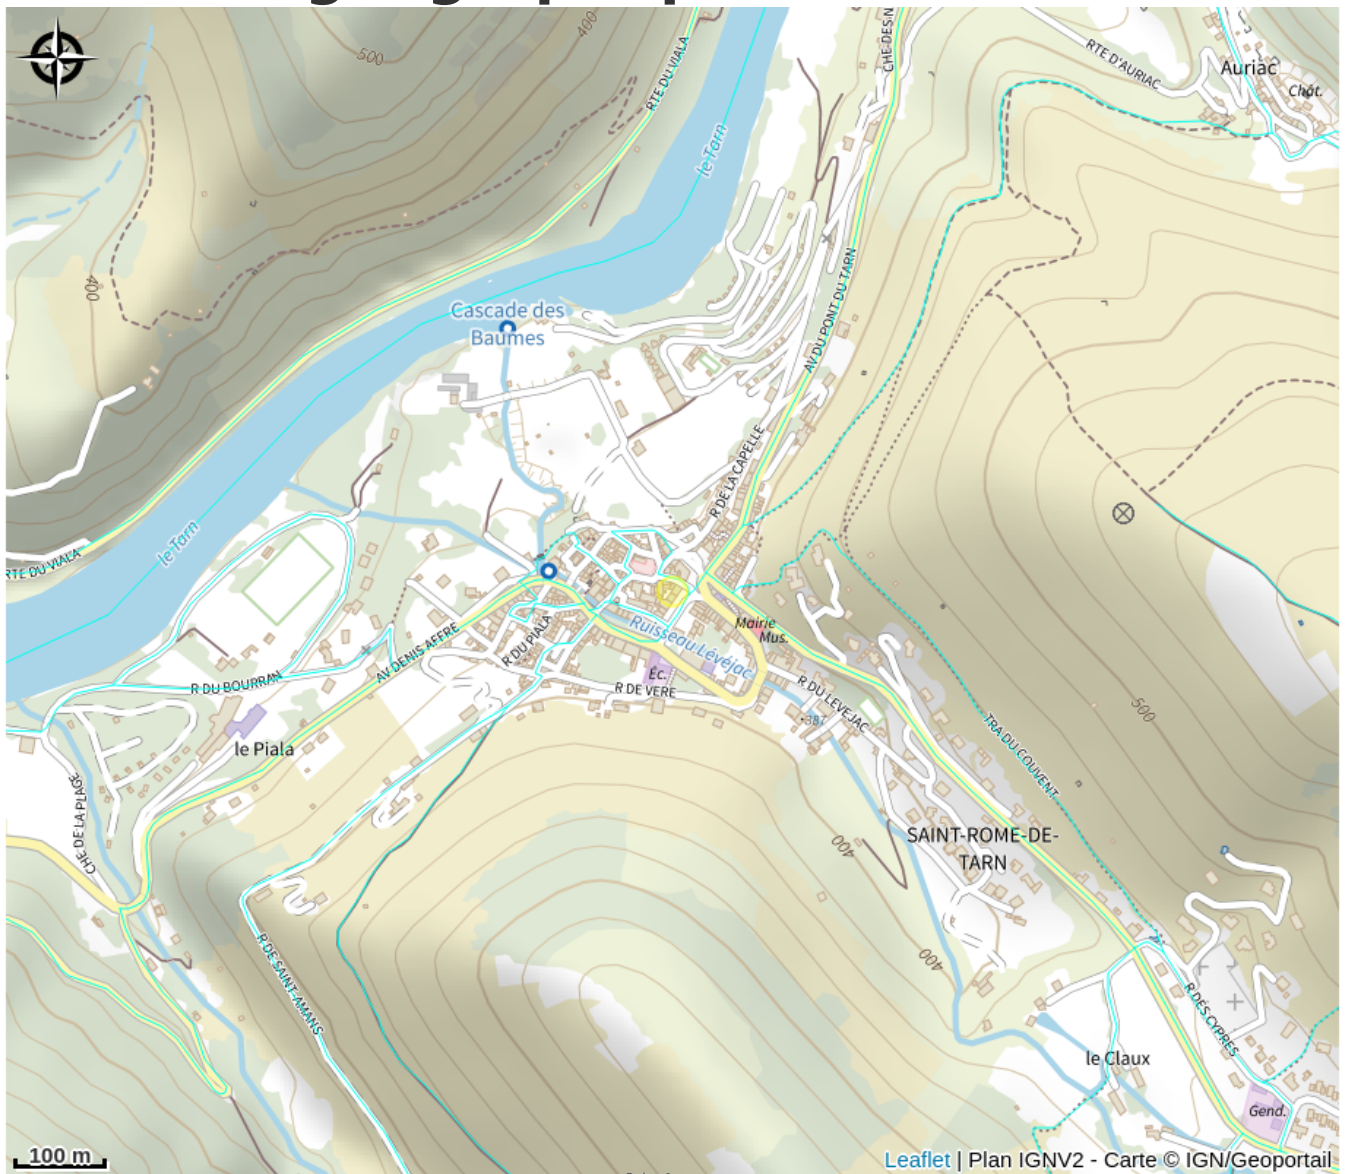 500
400
RTE DU VIALA
CHE DES N
RTE D'AURIAC
Auriac
Chât.
le Tarn
400
AV DU PONT DU TARN
Cascade des
Baumes
R DE LA CAPELLE
le Tarn
RTE DU VIALA
Mairie
Mus.
Ruisseau Lévéjac
R DU PIALA
AV DENIS AFFRE
Éc.
R DE VERE
R DU BOURRAN
R DU LEVEJAC
387
500
TRA DU COUVENT
le Piala
CHE DE LA PLAGE
400
SAINT-ROME-DE-
TARN
400
R DE SAINT-AMANS
R DES CYPRES
le Claux
Gend.
100 m
Leaflet | Plan IGNV2 - Carte © IGN/Geoportail